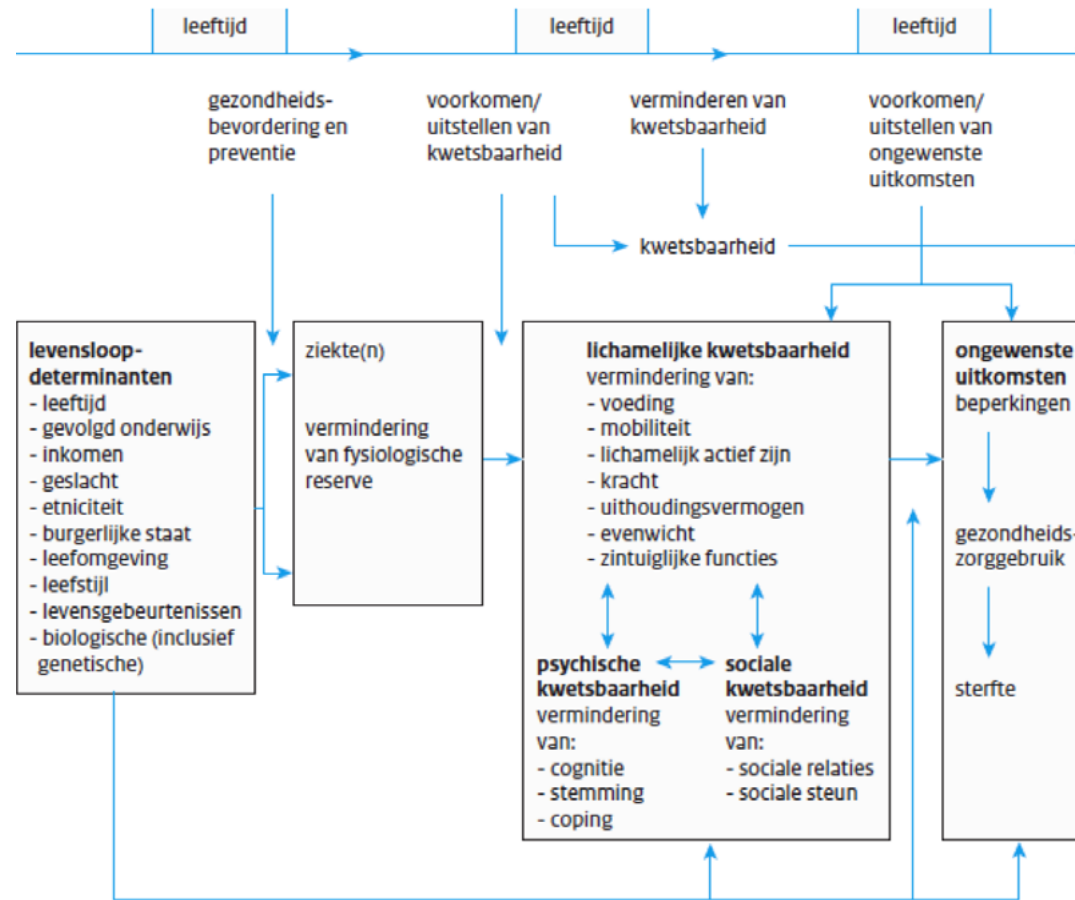 leeftijd
leeftijd
leeftijd
gezondheids-
bevordering en
preventie
voorkomen/
uitstellen van
kwetsbaarheid
verminderen van
kwetsbaarheid
voorkomen/
uitstellen van
ongewenste
uitkomsten
kwetsbaarheid
levensloop-
determinanten
- leeftijd
- gevolgd onderwijs
- inkomen
- geslacht
- etniciteit
- burgerlijke staat
- leefomgeving
- leefstijl
- levensgebeurtenissen
- biologische (inclusief
genetische)
ziekte(n)
vermindering
van fysiologische
reserve
lichamelijke kwetsbaarheid
vermindering van:
- voeding
- mobiliteit
- lichamelijk actief zijn
- kracht
- uithoudingsvermogen
- evenwicht
- zintuiglijke functies
psychische
kwetsbaarheid
vermindering
van:
- cognitie
- stemming
- coping
sociale
kwetsbaarheid
vermindering
van:
- sociale relaties
- sociale steun
ongewenste
uitkomsten
beperkingen
gezondheids-
zorggebruik
sterfte